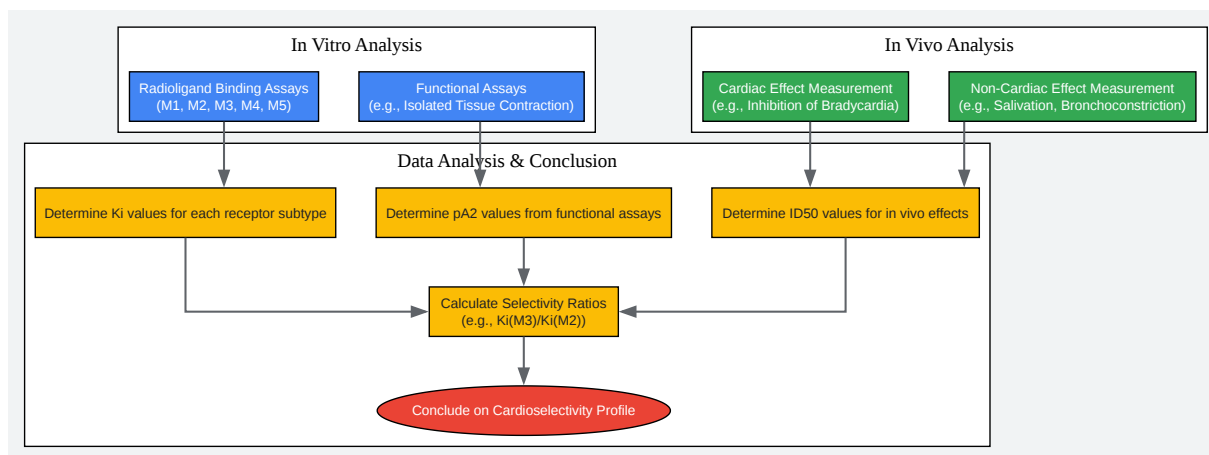 In Vitro Analysis
Radioligand Binding Assays
(M1, M2, M3, M4, M5)
Functional Assays
(e.g., Isolated Tissue Contraction)
In Vivo Analysis
Cardiac Effect Measurement
(e.g., Inhibition of Bradycardia)
Non-Cardiac Effect Measurement
(e.g., Salivation, Bronchoconstriction)
Data Analysis & Conclusion
Determine Ki values for each receptor subtype
Determine pA2 values from functional assays
Determine ID50 values for in vivo effects
Calculate Selectivity Ratios
(e.g., Ki(M3)/Ki(M2))
Conclude on Cardioselectivity Profile